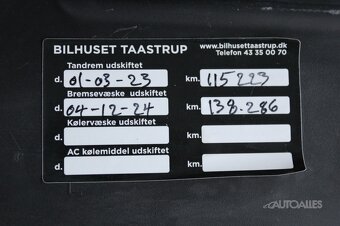 BILHUSET TAASTRUP www.bilhusettaastrup.dk
Telefon 43 35 00 70
Tandrem udskiftet
d. 01-03-23 km. 115223
Bremsevæske udskiftet
d. 04-12-24 km. 138.286
Kølervæske udskiftet
d. km.
AC kølemiddel udskiftet
d. km.
AUTOALLES